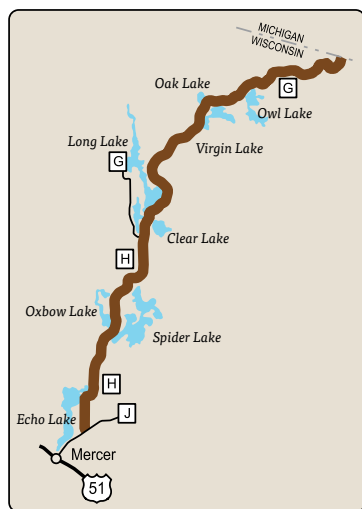 MICHIGAN
WISCONSIN
Oak Lake
G
Owl Lake
Long Lake
Virgin Lake
G
Clear Lake
H
Oxbow Lake
Spider Lake
H
J
Echo Lake
Mercer
51